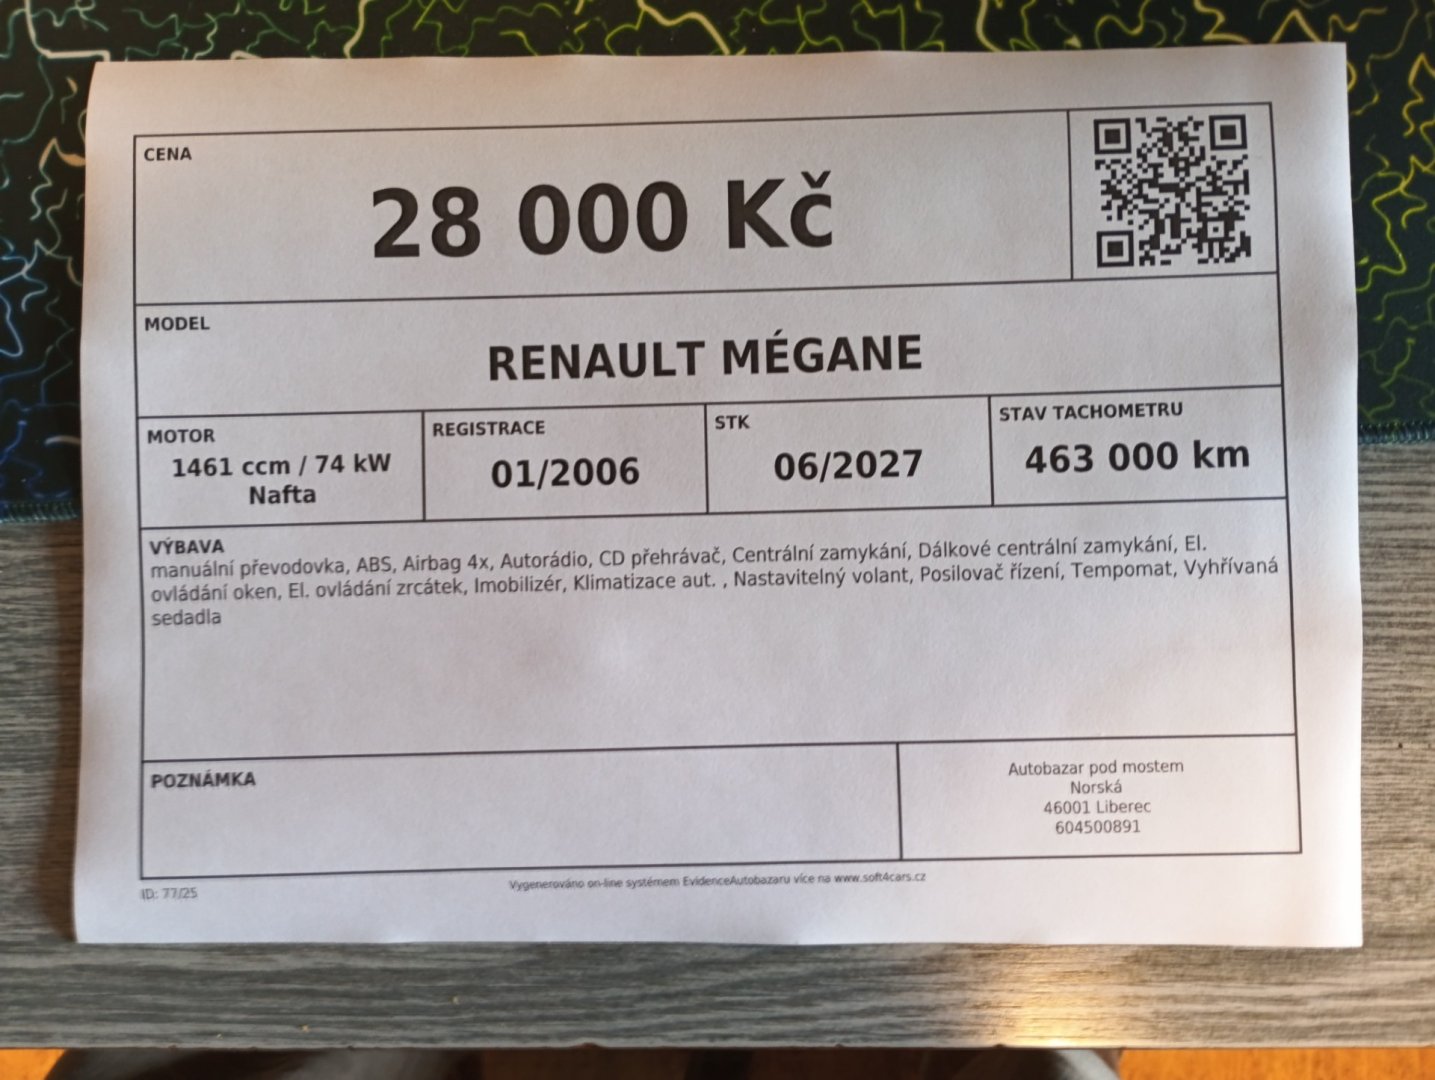 CENA
28 000 Kč
MODEL
RENAULT MÉGANE
MOTOR
1461 ccm / 74 kW
Nafta
REGISTRACE
01/2006
STK
06/2027
STAV TACHOMETRU
463 000 km
VÝBAVA
manuální převodovka, ABS, Airbag 4x, Autorádio, CD přehrávač, Centrální zamykání, Dálkové centrální zamykání, El.
ovládání oken, El. ovládání zrcátek, Imobilizér, Klimatizace aut. , Nastavitelný volant, Posilovač řízení, Tempomat, Vyhřívaná
sedadla
POZNÁMKA
Autobazar pod mostem
Norská
46001 Liberec
604500891
ID: 77/25
Vygenerováno on-line systémem EvidenceAutobazaru více na www.soft4cars.cz